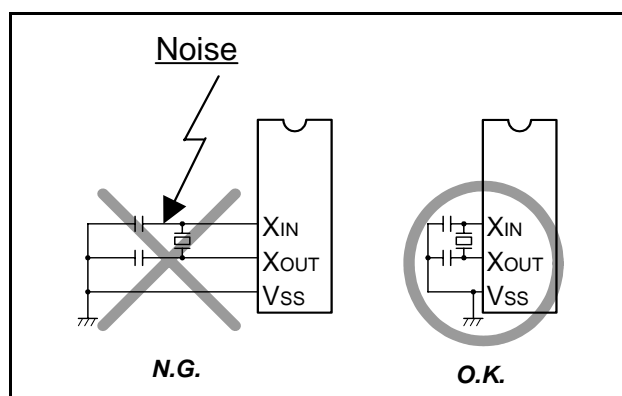 Noise
XIN
XOUT
VSS
N.G.
XIN
XOUT
VSS
O.K.